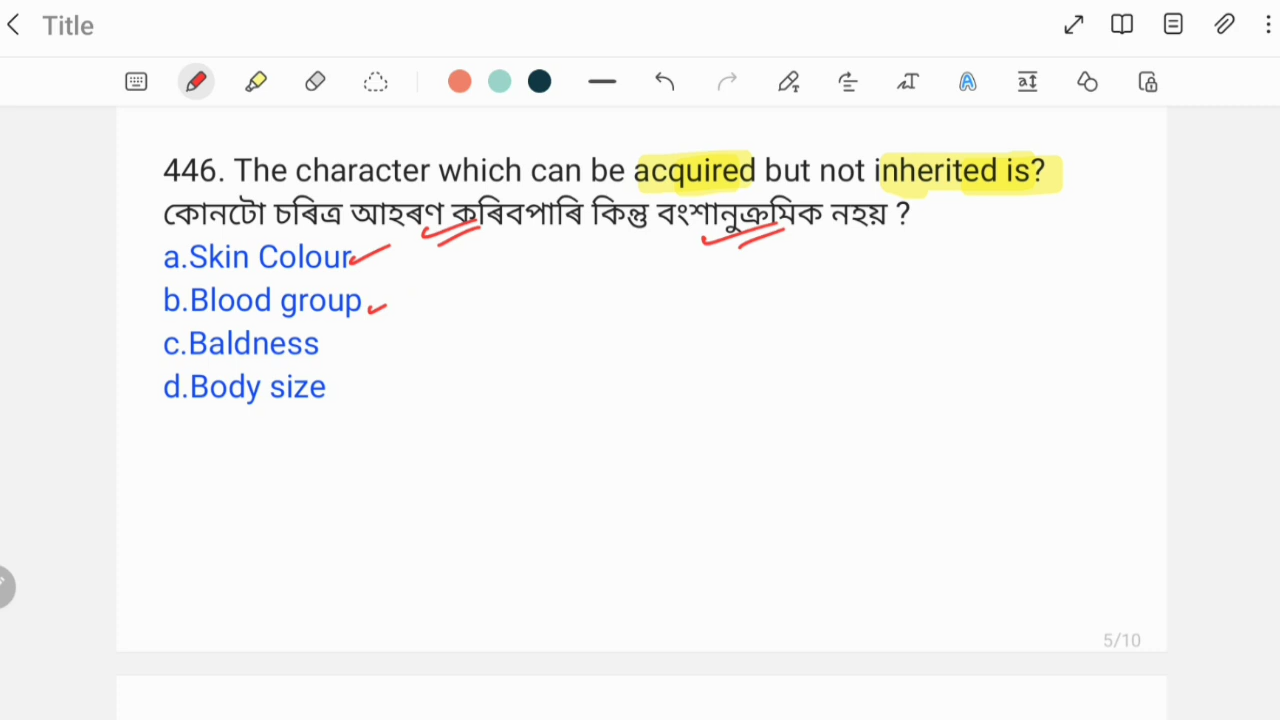 Title
446. The character which can be acquired but not inherited is?
কোনটো চৰিত্ৰ আহৰণ কৰিবপাৰি কিন্তু বংশানুক্ৰমিক নহয় ?
a.Skin Colour
b.Blood group
c.Baldness
d.Body size
5/10